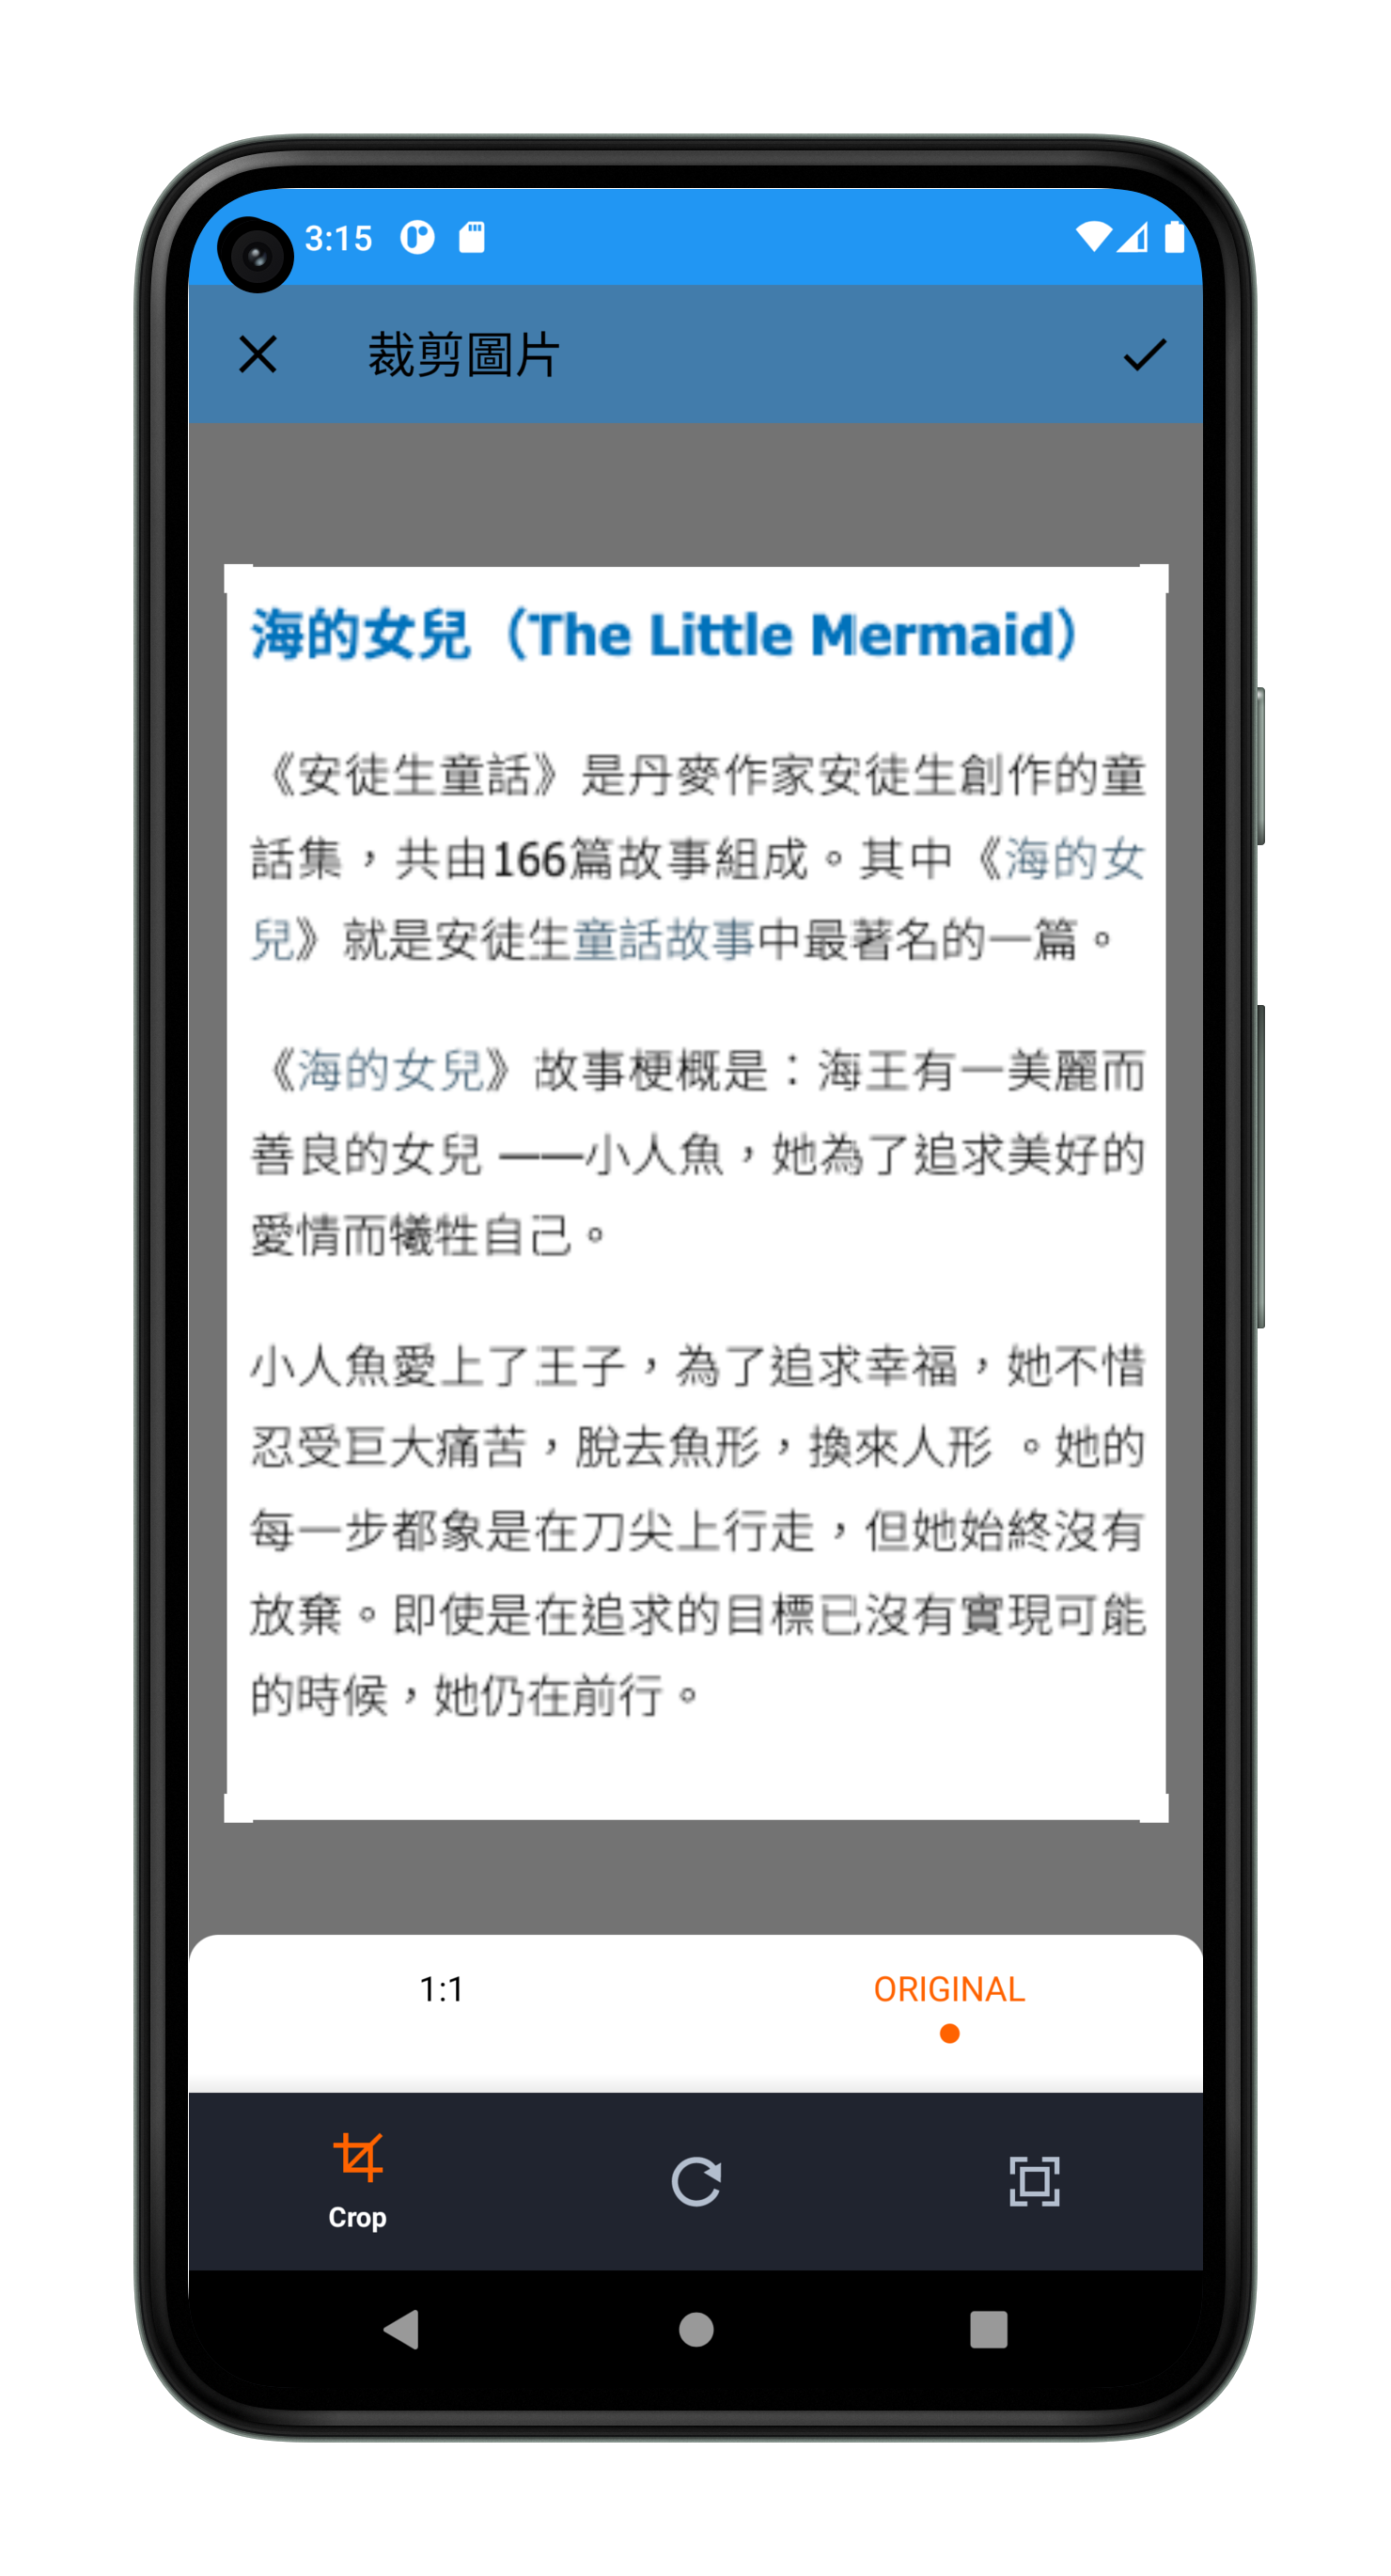 3:15
裁剪圖片
海的女兒（The Little Mermaid）
《安徒生童話》是丹麥作家安徒生創作的童
話集，共由166篇故事組成。其中《海的女
兒》就是安徒生童話故事中最著名的一篇。
《海的女兒》故事梗概是：海王有一美麗而
善良的女兒 ——小人魚，她為了追求美好的
愛情而犧牲自己。
小人魚愛上了王子，為了追求幸福，她不惜
忍受巨大痛苦，脫去魚形，換來人形 。她的
每一步都象是在刀尖上行走，但她始終沒有
放棄。即使是在追求的目標已沒有實現可能
的時候，她仍在前行。
1:1
ORIGINAL
Crop